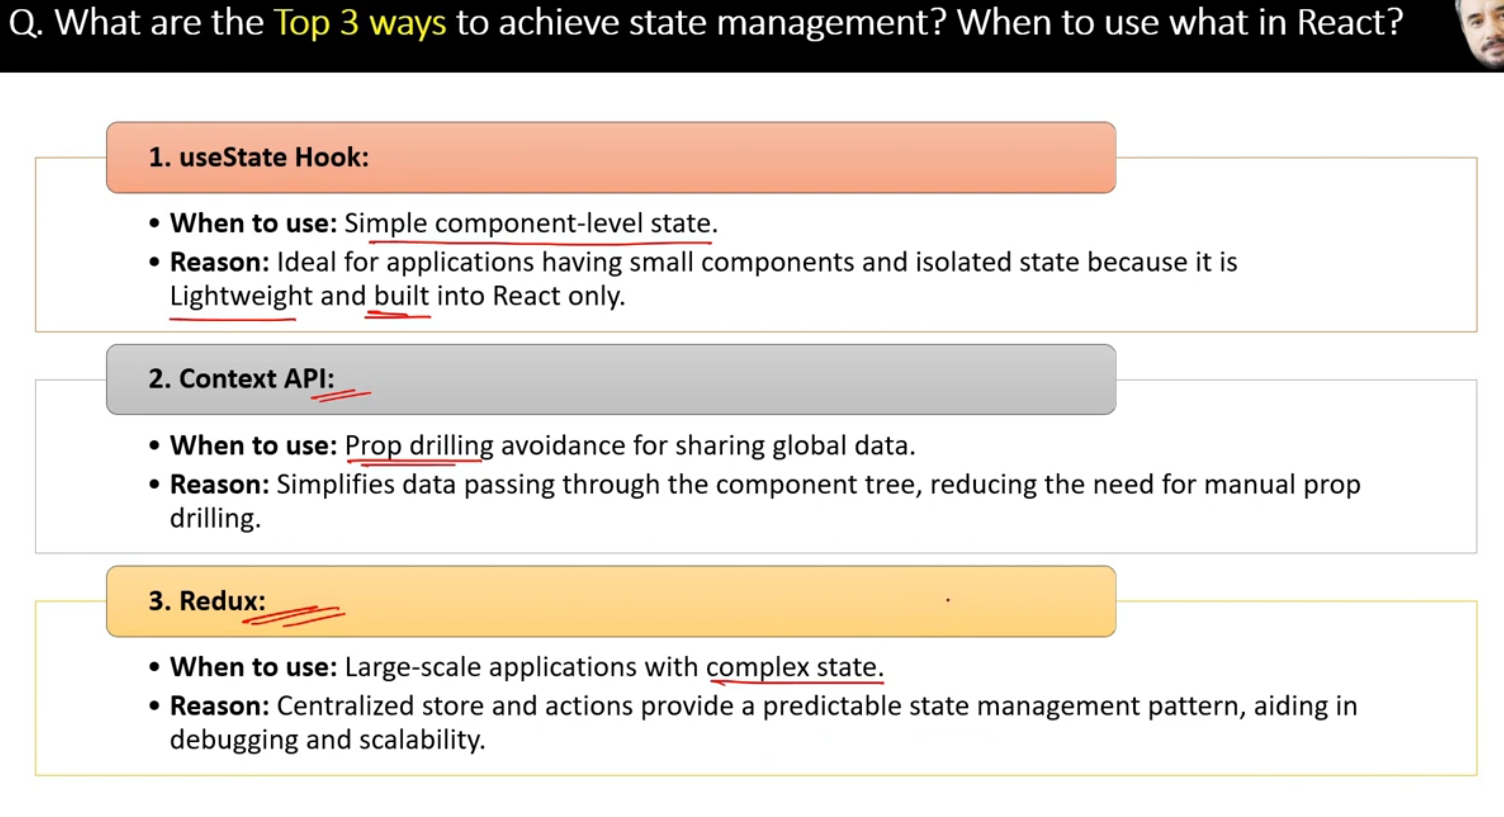 Q. What are the Top 3 ways to achieve state management? When to use what in React?
1. useState Hook:
• When to use: Simple component-level state.
• Reason: Ideal for applications having small components and isolated state because it is
Lightweight and built into React only.
2. Context API:
• When to use: Prop drilling avoidance for sharing global data.
• Reason: Simplifies data passing through the component tree, reducing the need for manual prop
drilling.
3. Redux:
• When to use: Large-scale applications with complex state.
• Reason: Centralized store and actions provide a predictable state management pattern, aiding in
debugging and scalability.